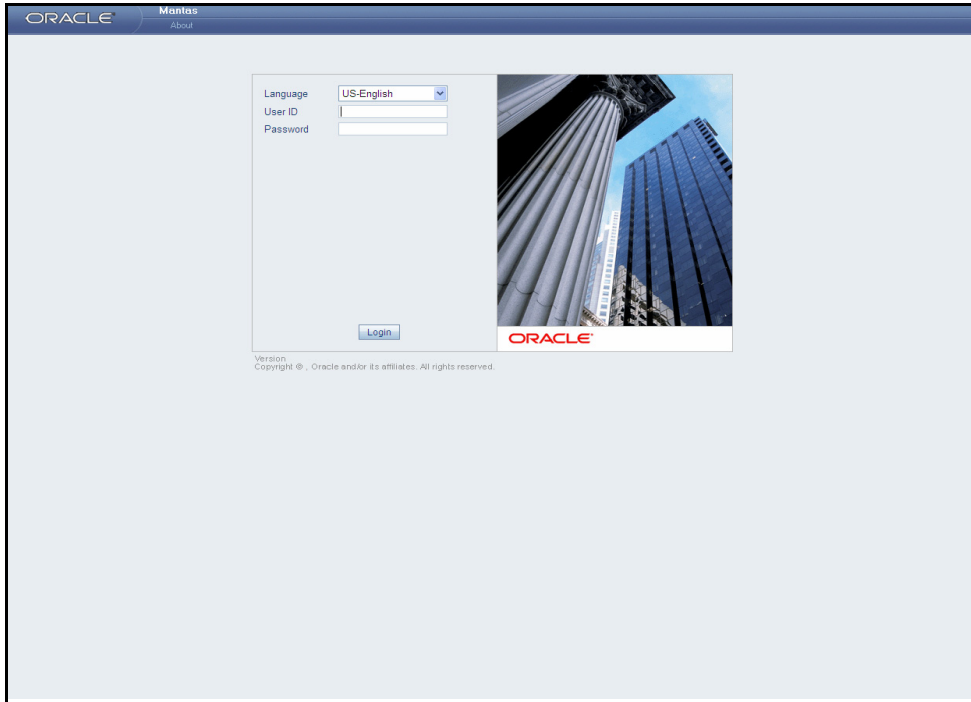 ORACLE®
Mantas
About
Language US-English
User ID
Password
Login
ORACLE®
Version
Copyright © , Oracle and/or its affiliates. All rights reserved.